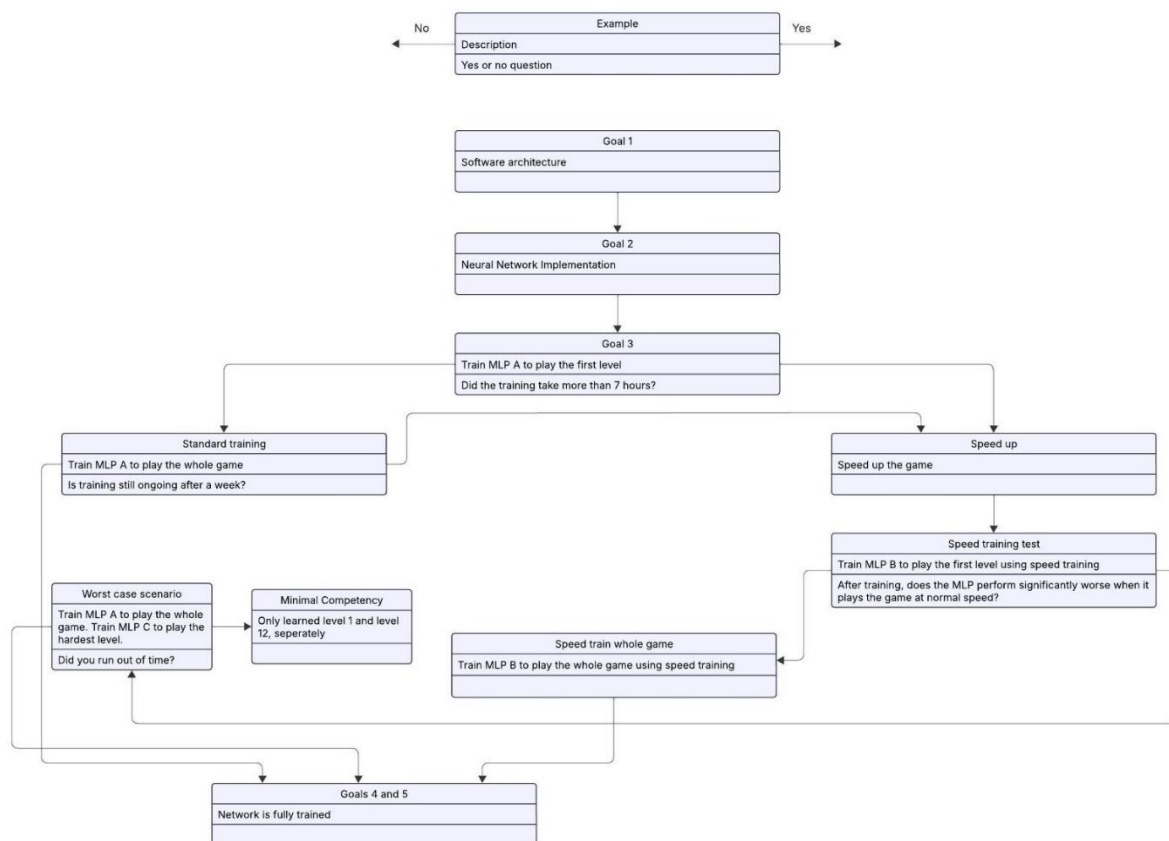 Example
No
Yes
Description
Yes or no question
Goal 1
Software architecture
Goal 2
Neural Network Implementation
Goal 3
Train MLP A to play the first level
Did the training take more than 7 hours?
Standard training
Train MLP A to play the whole game
Is training still ongoing after a week?
Speed up
Speed up the game
Speed training test
Train MLP B to play the first level using speed training
After training, does the MLP perform significantly worse when it
plays the game at normal speed?
Worst case scenario
Train MLP A to play the whole
game. Train MLP C to play the
hardest level.
Did you run out of time?
Minimal Competency
Only learned level 1 and level
12, seperately
Speed train whole game
Train MLP B to play the whole game using speed training
Goals 4 and 5
Network is fully trained